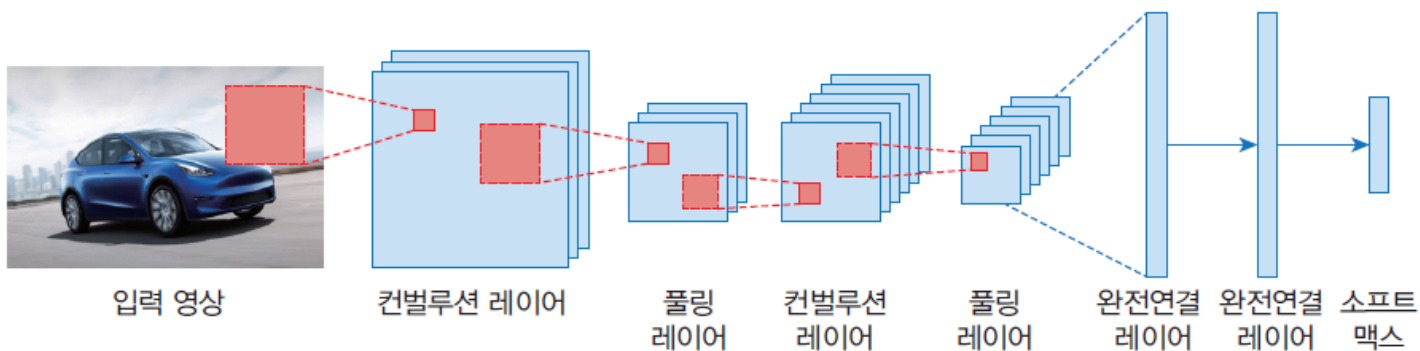 입력 영상
컨벌루션 레이어
풀링
레이어
컨벌루션
레이어
풀링
레이어
완전연결
레이어
완전연결
레이어
소프트
맥스